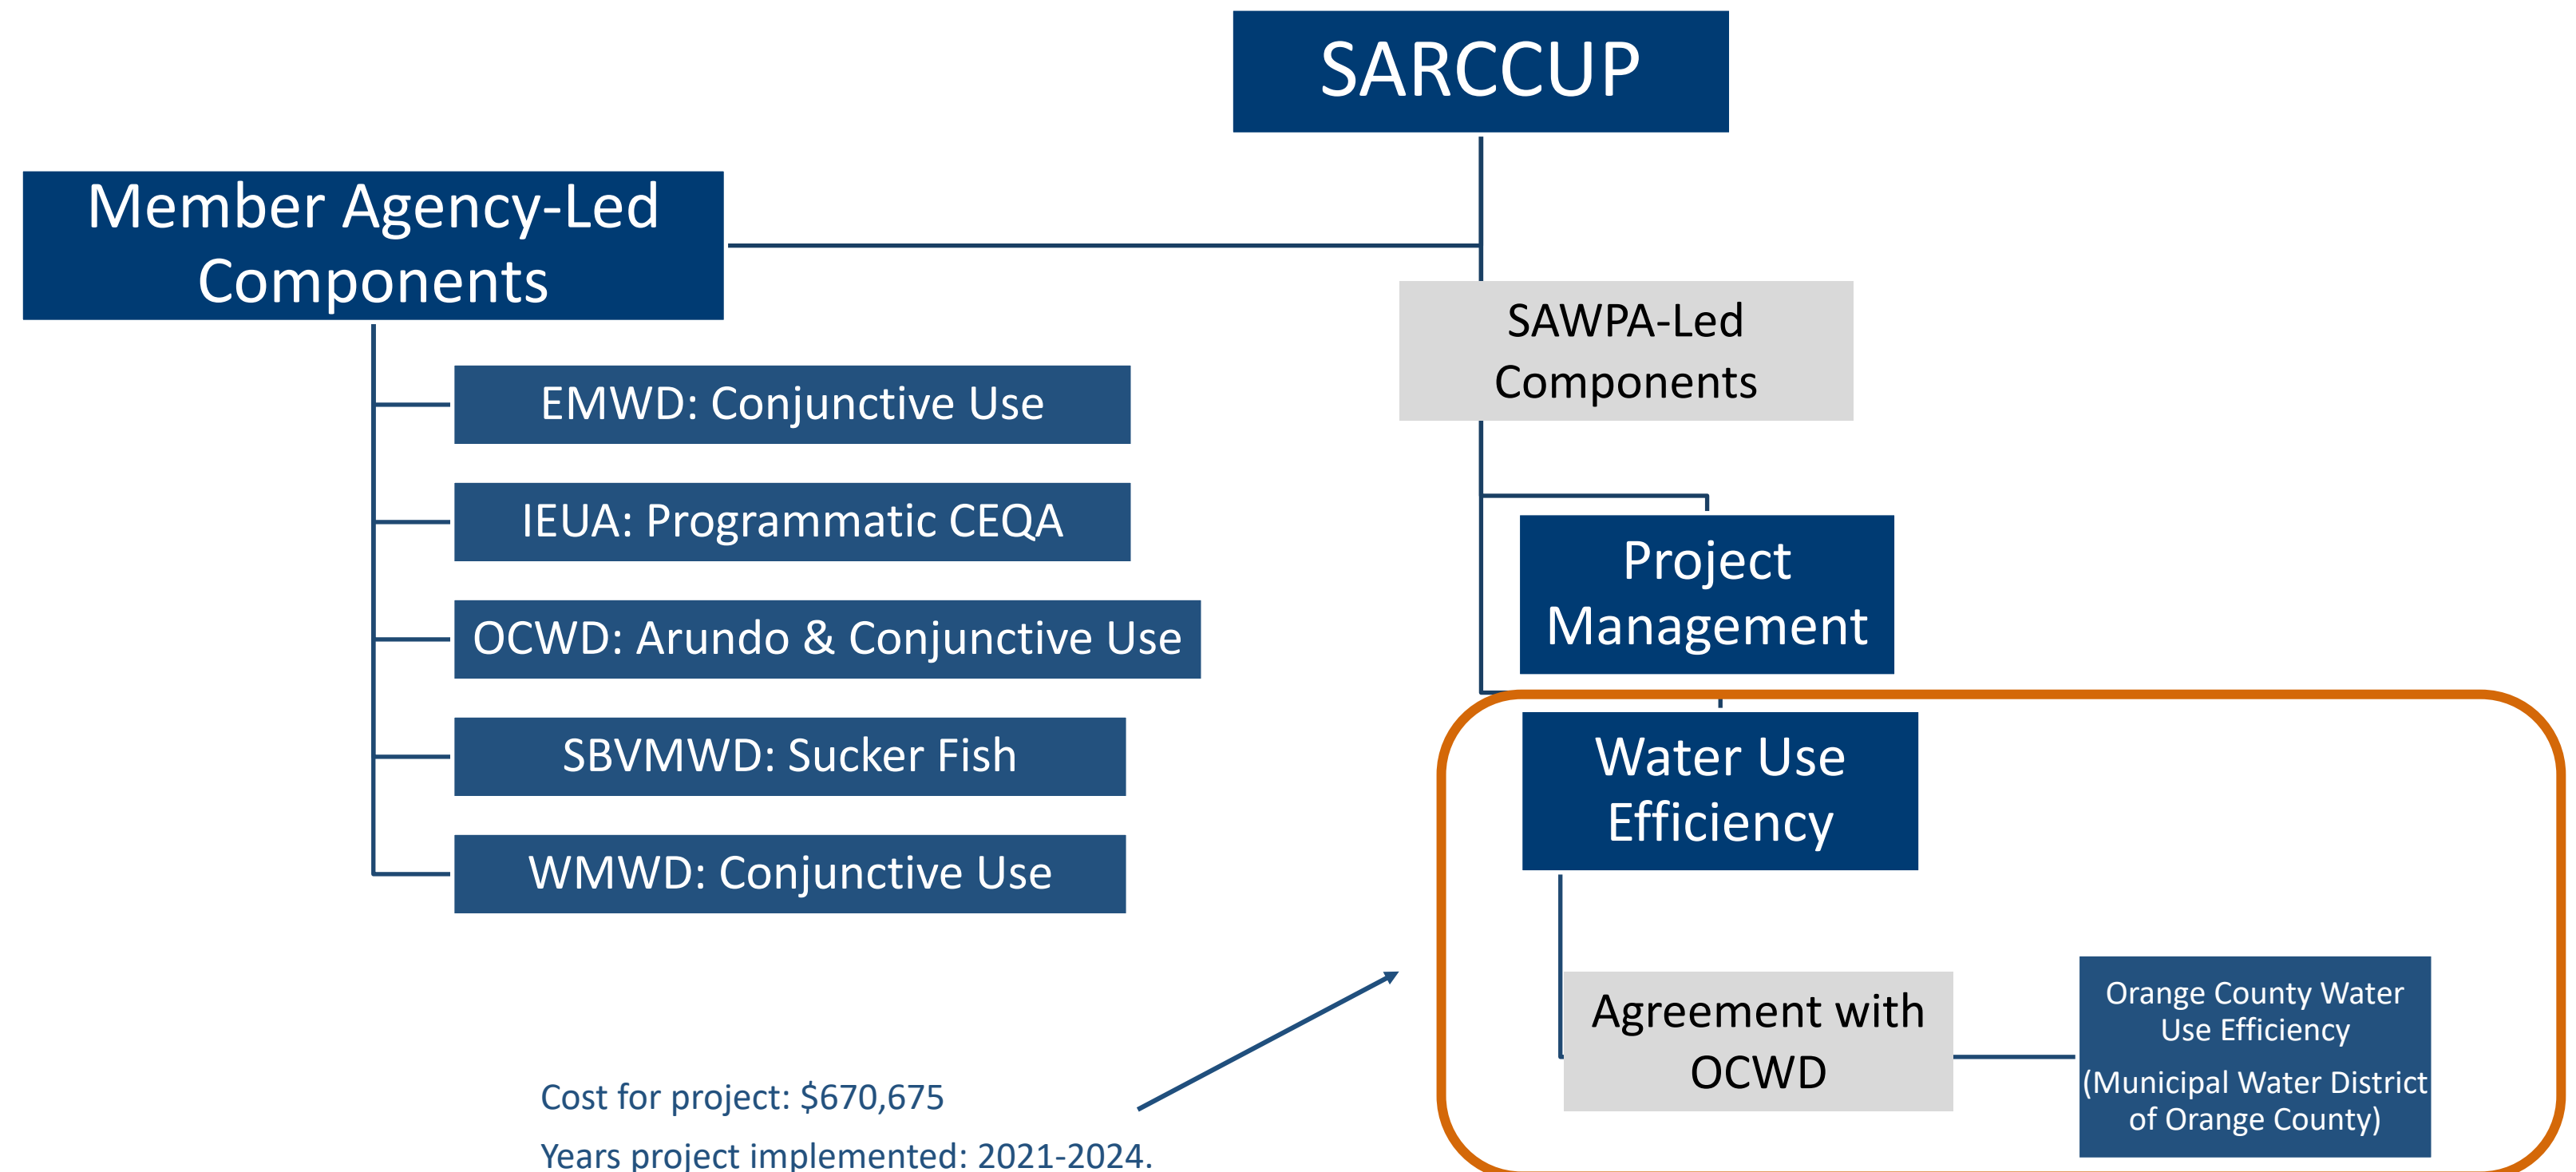 SARCCUP
Member Agency-Led
Components
EMWD: Conjunctive Use
IEUA: Programmatic CEQA
OCWD: Arundo & Conjunctive Use
SBVMWD: Sucker Fish
WMWD: Conjunctive Use
SAWPA-Led
Components
Project
Management
Water Use
Efficiency
Agreement with
OCWD
Orange County Water
Use Efficiency
(Municipal Water District
of Orange County)
Cost for project: $670,675
Years project implemented: 2021-2024.